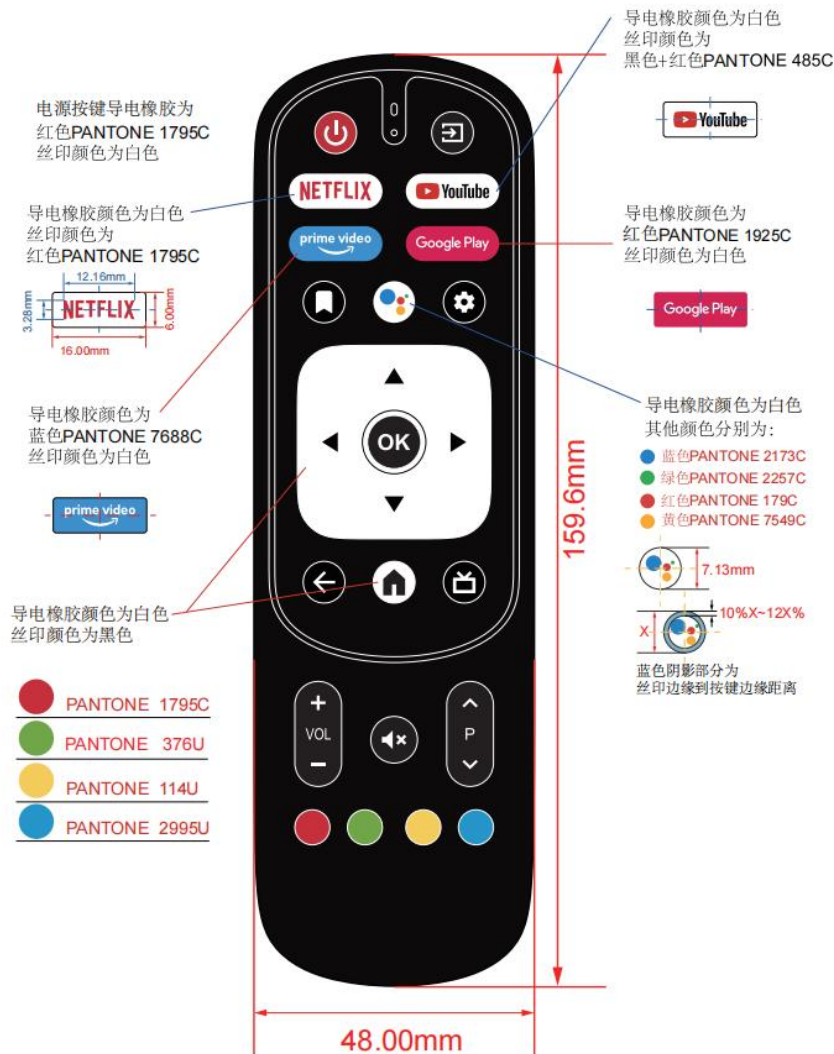 导电橡胶颜色为白色
丝印颜色为
黑色+红色PANTONE 485C
YouTube
电源按键导电橡胶为
红色PANTONE 1795C
丝印颜色为白色
导电橡胶颜色为白色
丝印颜色为
红色PANTONE 1795C
12.16mm
3.28mm
NETFLIX
6.00mm
16.00mm
导电橡胶颜色为
蓝色PANTONE 7688C
丝印颜色为白色
prime video
导电橡胶颜色为白色
丝印颜色为黑色
PANTONE 1795C
PANTONE 376U
PANTONE 114U
PANTONE 2995U
NETFLIX
YouTube
prime video
Google Play
OK
+
VOL
−
P
159.6mm
48.00mm
导电橡胶颜色为
红色PANTONE 1925C
丝印颜色为白色
Google Play
导电橡胶颜色为白色
其他颜色分别为:
蓝色PANTONE 2173C
绿色PANTONE 2257C
红色PANTONE 179C
黄色PANTONE 7549C
7.13mm
10%X~12X%
X
蓝色阴影部分为
丝印边缘到按键边缘距离